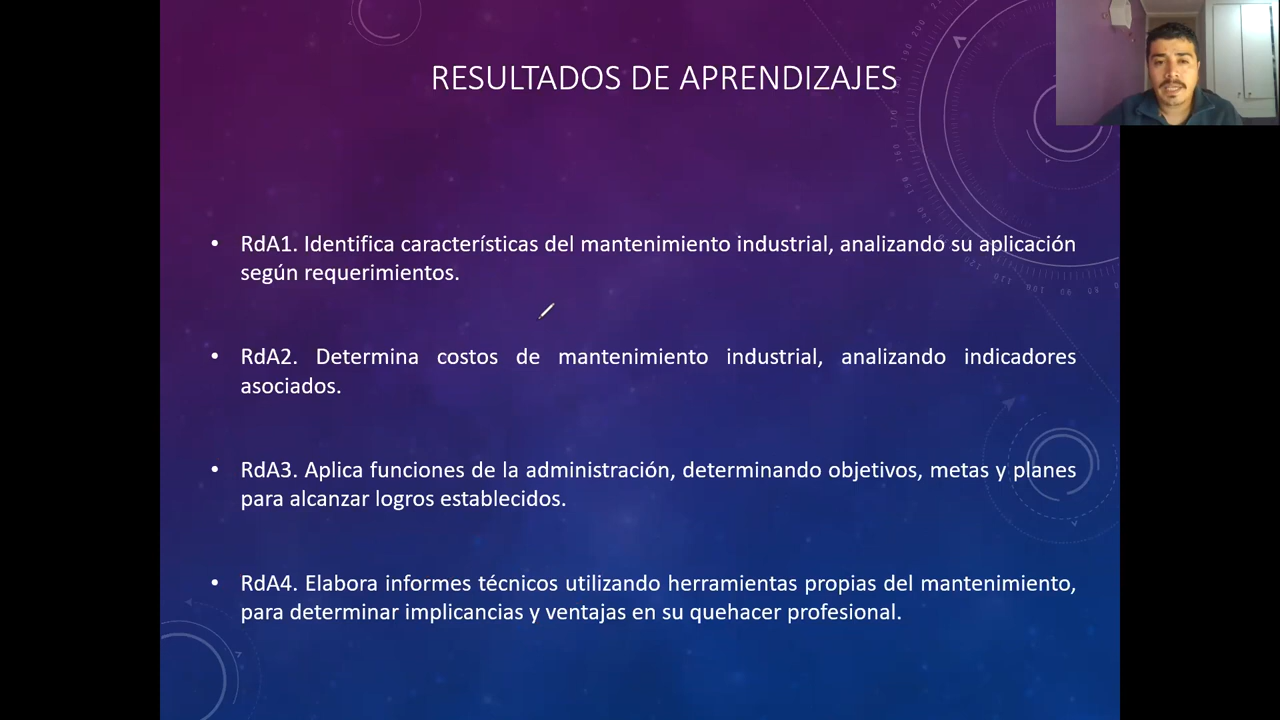 RESULTADOS DE APRENDIZAJES
• RdA1. Identifica características del mantenimiento industrial, analizando su aplicación
según requerimientos.
• RdA2. Determina costos de mantenimiento industrial, analizando indicadores
asociados.
• RdA3. Aplica funciones de la administración, determinando objetivos, metas y planes
para alcanzar logros establecidos.
• RdA4. Elabora informes técnicos utilizando herramientas propias del mantenimiento,
para determinar implicancias y ventajas en su quehacer profesional.